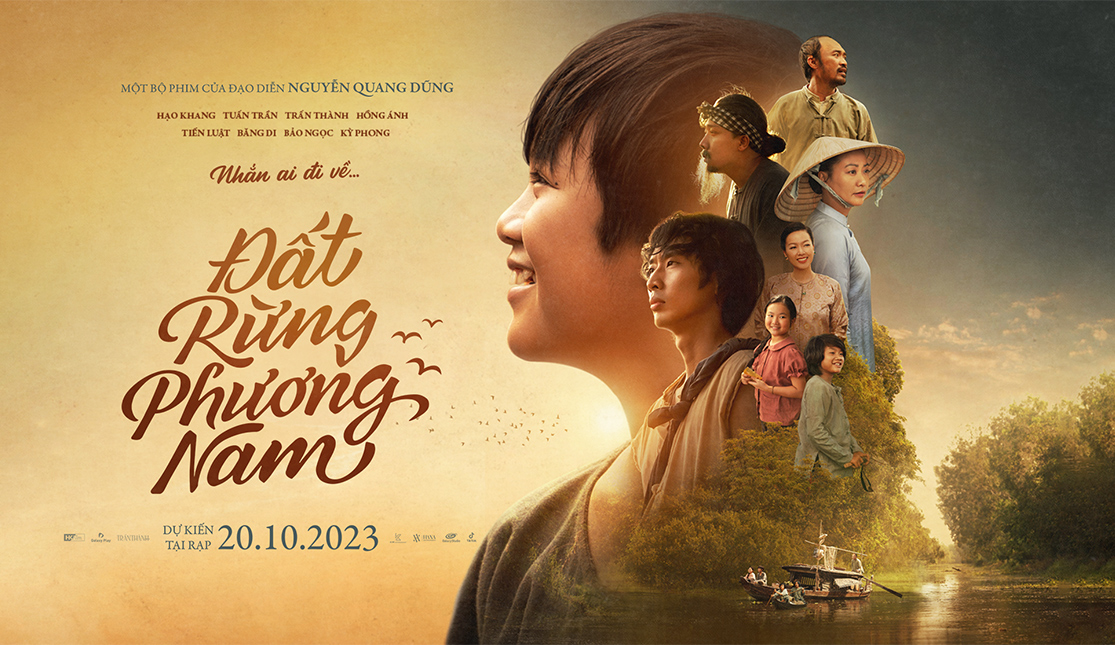 MỘT BỘ PHIM CỦA ĐẠO DIỄN NGUYỄN QUANG DŨNG
HẠO KHANG TUẤN TRẦN TRẤN THÀNH HỒNG ÁNH
TIẾN LUẬT BĂNG DI BẢO NGỌC KỲ PHONG
Nhắn ai đi về...
Đất
Rừng
Phương
Nam
DỰ KIẾN
TẠI RẠP 20.10.2023
TRẤN THÀNH